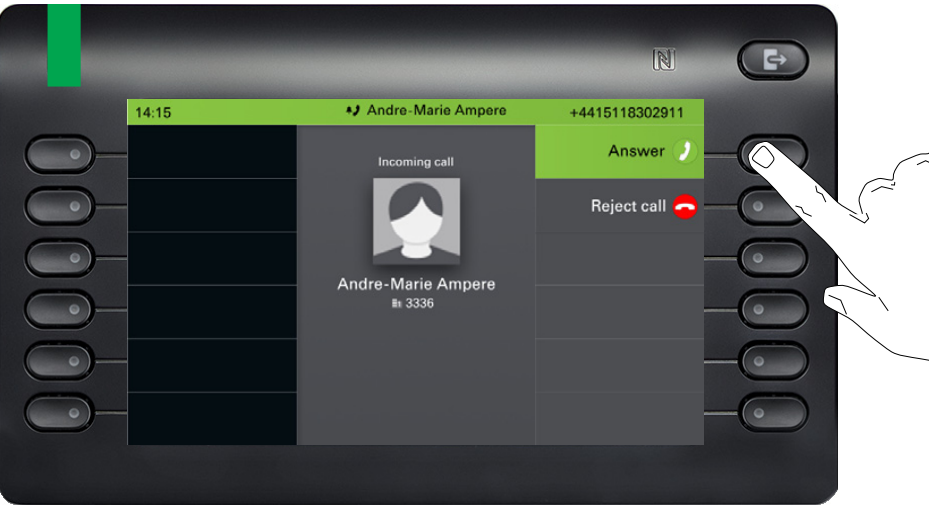 14:15 Andre-Marie Ampere +4415118302911
Answer
Incoming call
Reject call
Andre-Marie Ampere
3336